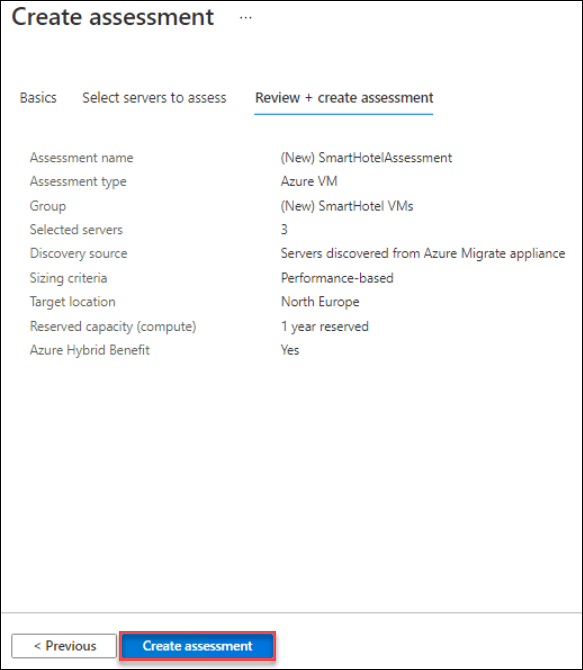 Create assessment ...
Basics Select servers to assess Review + create assessment
Assessment name (New) SmartHotelAssessment
Assessment type Azure VM
Group (New) SmartHotel VMs
Selected servers 3
Discovery source Servers discovered from Azure Migrate appliance
Sizing criteria Performance-based
Target location North Europe
Reserved capacity (compute) 1 year reserved
Azure Hybrid Benefit Yes
< Previous Create assessment